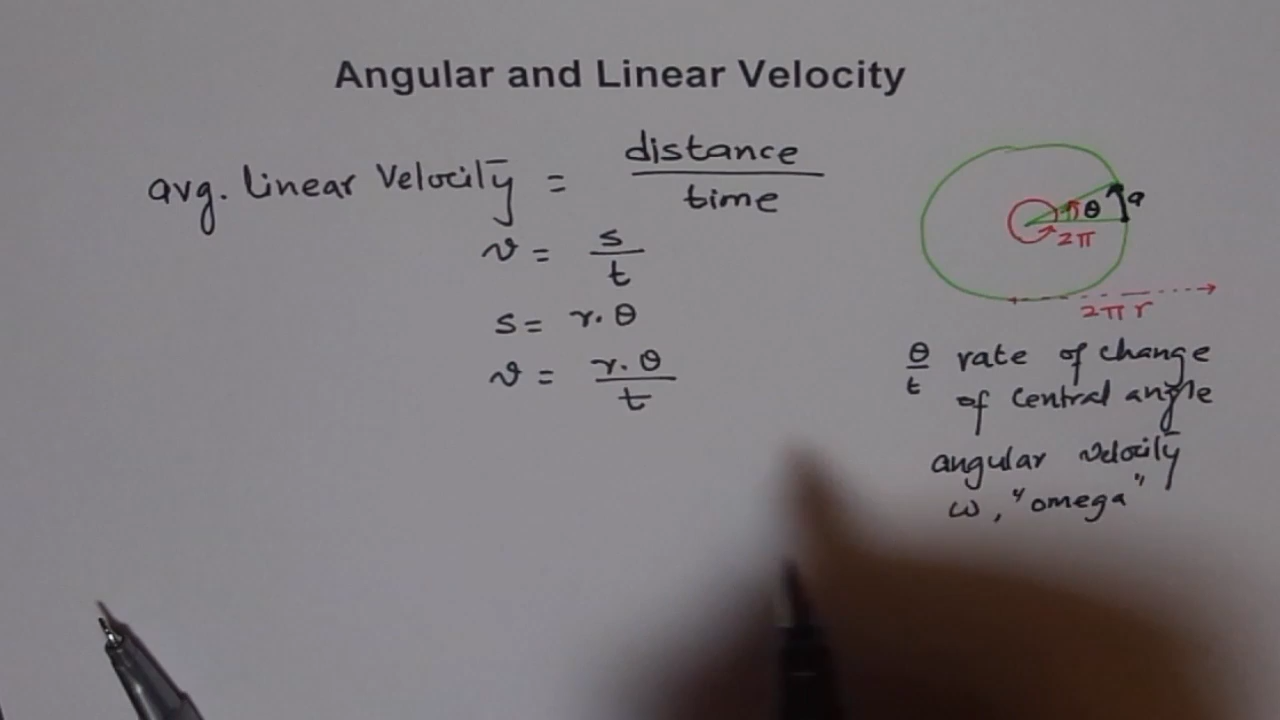 Angular and Linear Velocity
avg. Linear Velocity = distance / time
v = s / t
s = r. θ
v = r. θ / t
θ a
2π
2π r
θ / t rate of change
of central angle
angular velocity
ω, "omega"